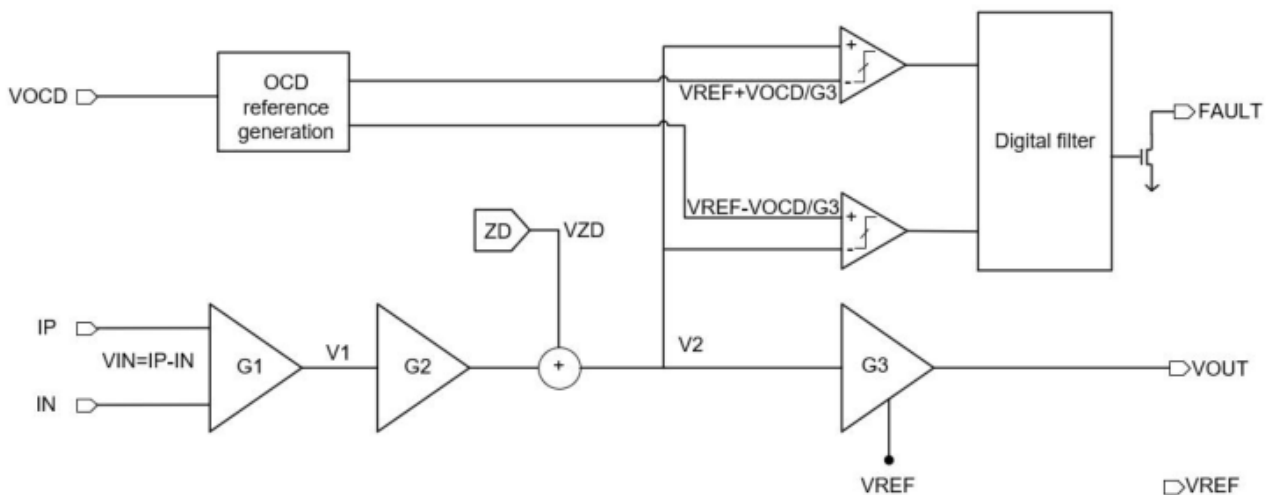 VOCD
OCD
reference
generation
+
-
VREF+VOCD/G3
VREF-VOCD/G3
+
-
Digital filter
FAULT
ZD
VZD
IP
VIN=IP-IN
IN
G1
V1
G2
+
V2
G3
VOUT
VREF
VREF